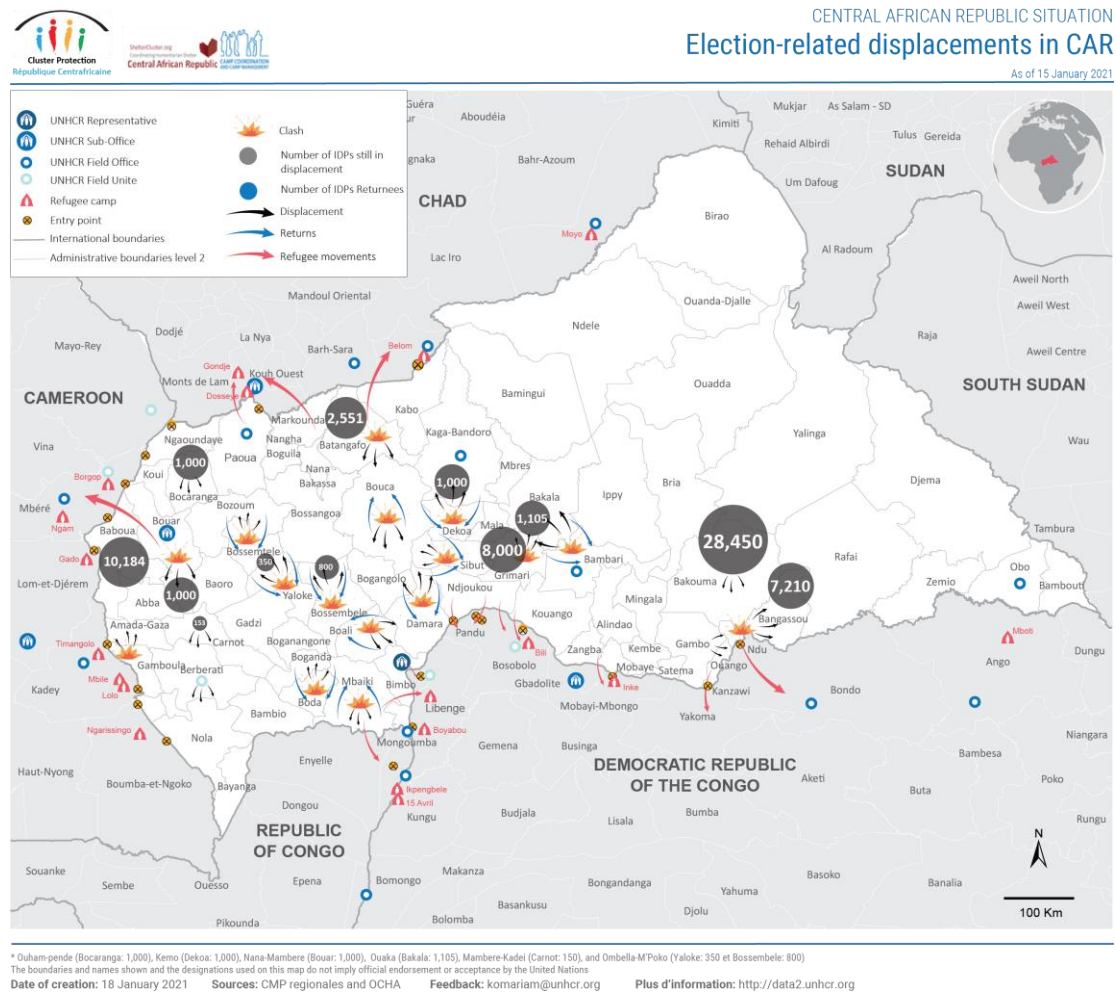 CENTRAL AFRICAN REPUBLIC SITUATION
Election-related displacements in CAR
As of 15 January 2021
Cluster Protection
République Centrafricaine
ShelterCluster.org
Coordinating Humanitarian Shelter
Central African Republic
CAMP COORDINATION
AND CAMP MANAGEMENT
UNHCR Representative
UNHCR Sub-Office
UNHCR Field Office
UNHCR Field Unite
Refugee camp
Entry point
International boundaries
Administrative boundaries level 2
Clash
Number of IDPs still in
displacement
Number of IDPs Returnees
Displacement
Returns
Refugee movements
Guéra
Aboudéia
Mukjar
As Salam - SD
Kimiti
Tulus
Gereida
Rehaid Albirdi
Bahr-Azoum
SUDAN
Um Dafoug
CHAD
Birao
Moyo
Al Radoum
Lac Iro
Aweil North
Mandoul Oriental
Ouanda-Djalle
Aweil West
Ndele
Dodjé
La Nya
Raja
Mayo-Rey
Barh-Sara
Belom
Aweil Centre
Gondje
Kouh Ouest
Monts de Lam
Dosseye
Ouadda
SOUTH SUDAN
CAMEROON
Bamingui
2,551
Kabo
Markounda
Kaga-Bandoro
Yalinga
Wau
Vina
Ngaoundaye
Nangha
Boguila
Batangafo
Paoua
1,000
Koui
Nana
Bakassa
Mbres
Borgop
Bocaranga
1,000
Bouca
Bakala
Ippy
Bria
Djema
Mbéré
Bozoum
Bossangoa
Ngam
Baboua
Bouar
1,105
Mala
Dekoa
Tambura
28,450
10,184
Bossemtele
8,000
Gado
350
800
Sibut
Bambari
Rafai
Lom-et-Djérem
Baoro
Bogangolo
Grimari
Bakouma
7,210
Zemio
Obo
Bambouti
Abba
1,000
Yaloke
Ndjoukou
Mingala
Bossembele
Kouango
Bangassou
Amada-Gaza
153
Gadzi
Boali
Damara
Pandu
Alindao
Gambo
Mboti
Timangolo
Carnot
Boganangone
Bili
Zangba
Kembe
Ndu
Dungu
Gamboula
Berberati
Boganda
Bosobolo
Mobaye
Satema
Ouango
Ango
Mbile
Mbaiki
Bimbo
Gbadolite
Inke
Kanzawi
Kadey
Lolo
Boda
Libenge
Mobayi-Mbongo
Bondo
Bambio
Yakoma
Ngarissingo
Nola
Boyabou
Mongoumba
Gemena
Businga
Niangara
Enyelle
Bambesa
DEMOCRATIC REPUBLIC
OF THE CONGO
Haut-Nyong
Boumba-et-Ngoko
Bayanga
Ikpengbele
15 Avril
Aketi
Poko
Buta
Dongou
Kungu
Budjala
Lisala
Bumba
Rungu
REPUBLIC
OF CONGO
N
Souanke
Sembe
Ouesso
Epena
Bomongo
Makanza
Bongandanga
Yahuma
Basoko
Banalia
100 Km
Pikounda
Bolomba
Basankusu
Djolu
* Ouham-pende (Bocaranga: 1,000), Kemo (Dekoa: 1,000), Nana-Mambere (Bouar: 1,000), Ouaka (Bakala: 1,105), Mambere-Kadei (Carnot: 150), and Ombella-M'Poko (Yaloke: 350 et Bossembele: 800)
The boundaries and names shown and the designations used on this map do not imply official endorsement or acceptance by the United Nations
Date of creation: 18 January 2021 Sources: CMP regionales and OCHA Feedback: komariam@unhcr.org Plus d'information: http://data2.unhcr.org